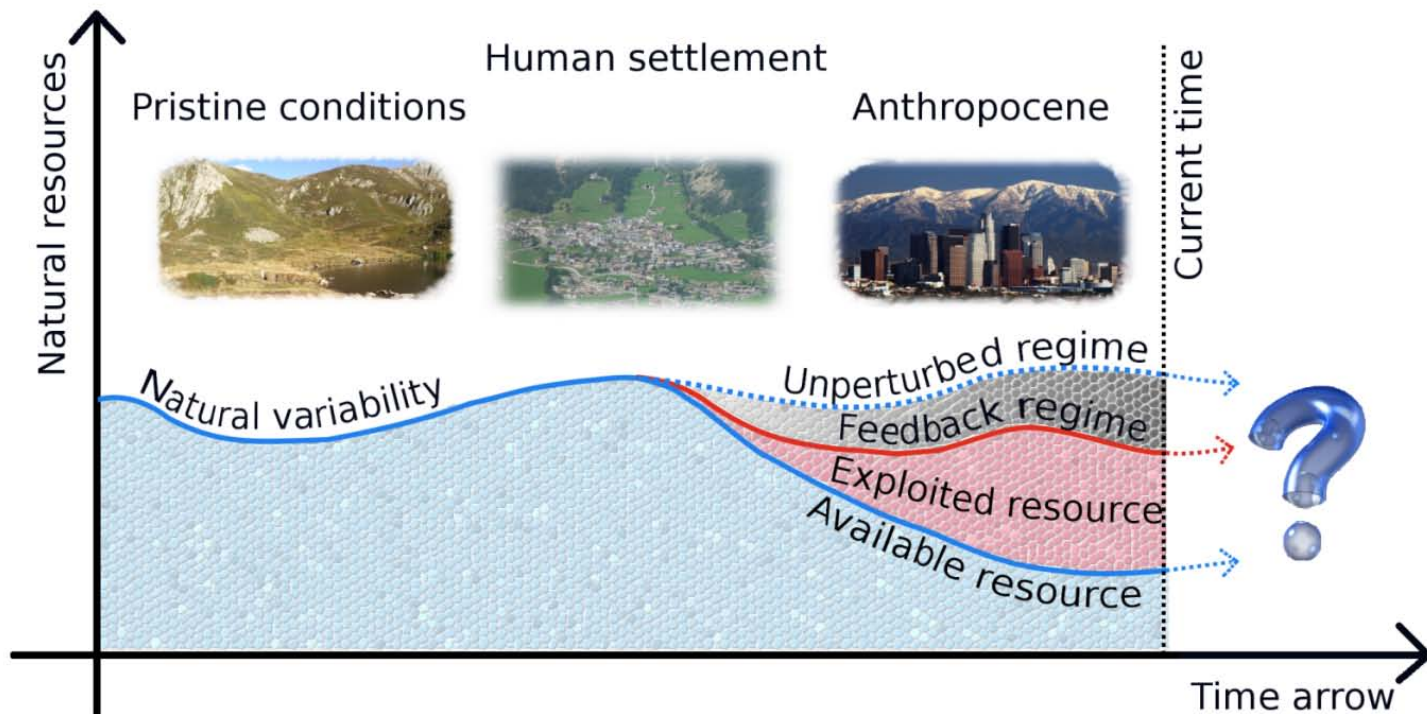 Natural resources
Human settlement
Pristine conditions
Anthropocene
Current time
Natural variability
Unperturbed regime
Feedback regime
Exploited resource
Available resource
?
Time arrow